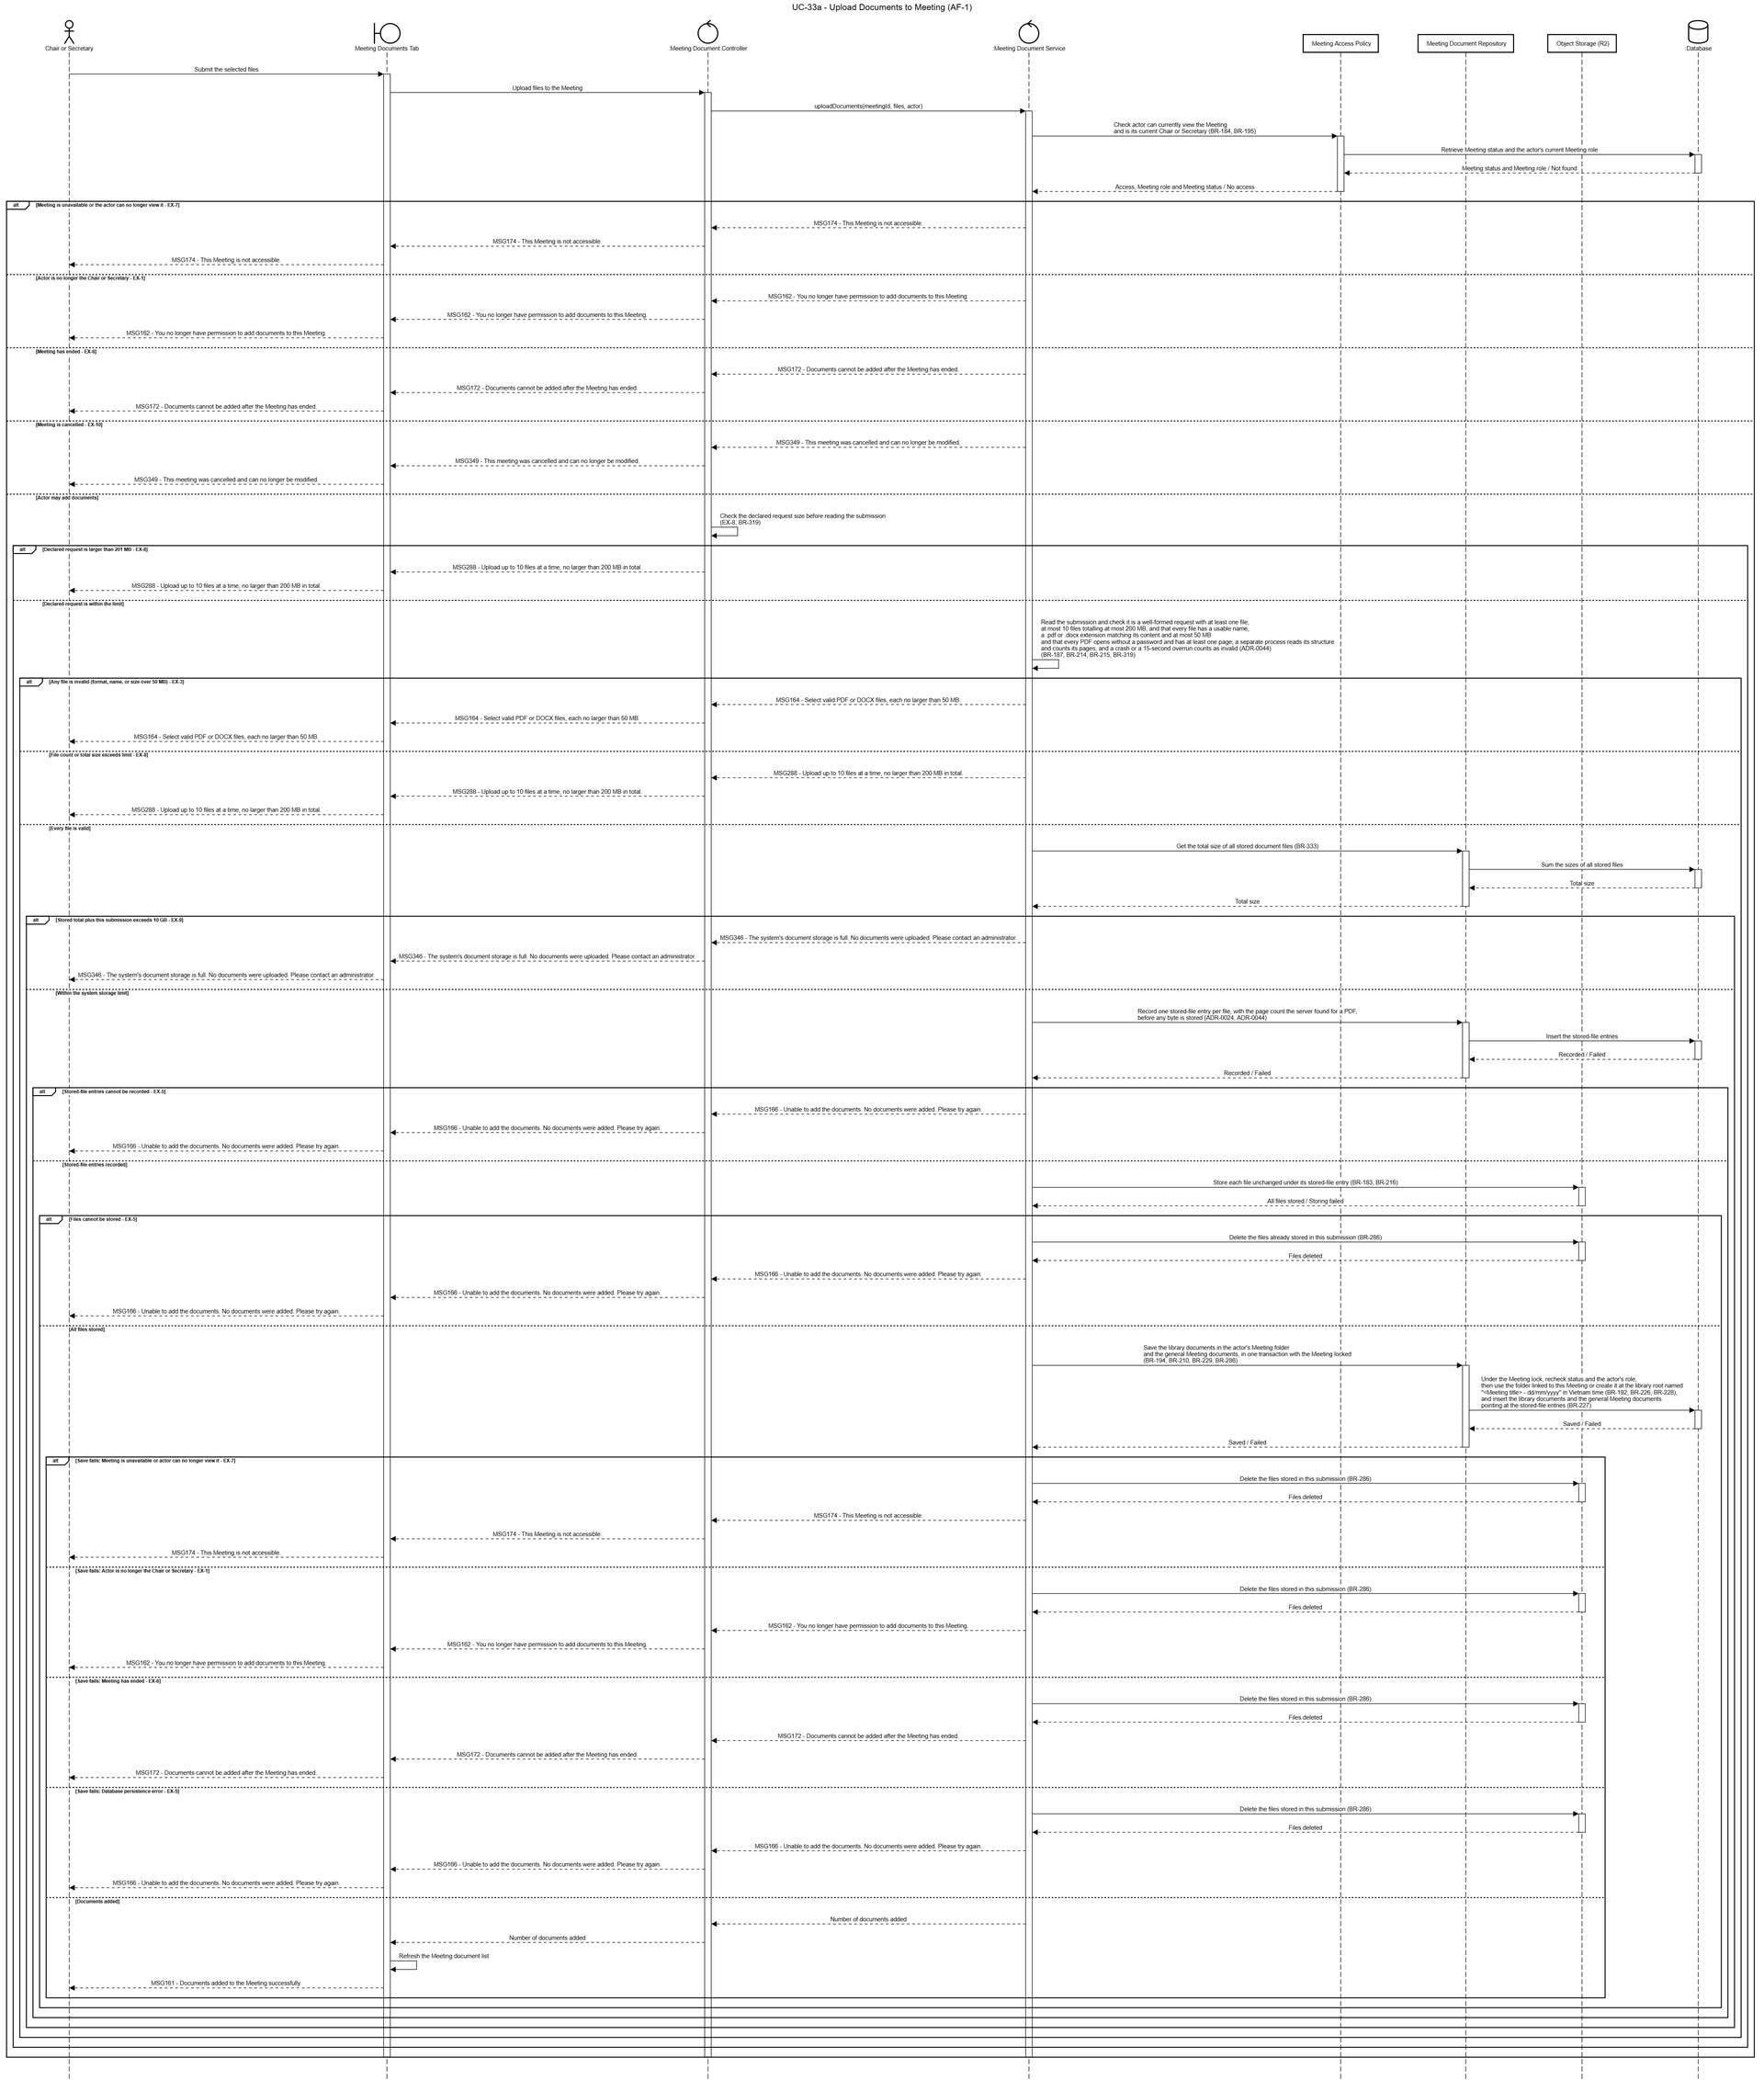 UC-33a - Upload Documents to Meeting (AF-1)
Chair or Secretary
:Meeting Documents Tab
:Meeting Document Controller
:Meeting Document Service
:Meeting Access Policy
:Meeting Document Repository
Object Storage (R2)
:Database
Submit the selected files
Upload files to the Meeting
uploadDocuments(meetingId, files, actor)
Check actor can currently view the Meeting
and is its current Chair or Secretary (BR-184, BR-195)
Retrieve Meeting status and the actor's current Meeting role
Meeting status and Meeting role / Not found
Access, Meeting role and Meeting status / No access
alt
[Meeting is unavailable or the actor can no longer view it - EX-7]
MSG174 - This Meeting is not accessible.
MSG174 - This Meeting is not accessible.
MSG174 - This Meeting is not accessible.
[Actor is no longer the Chair or Secretary - EX-1]
MSG162 - You no longer have permission to add documents to this Meeting.
MSG162 - You no longer have permission to add documents to this Meeting.
MSG162 - You no longer have permission to add documents to this Meeting.
[Meeting has ended - EX-6]
MSG172 - Documents cannot be added after the Meeting has ended.
MSG172 - Documents cannot be added after the Meeting has ended.
MSG172 - Documents cannot be added after the Meeting has ended.
[Meeting is cancelled - EX-10]
MSG349 - This meeting was cancelled and can no longer be modified.
MSG349 - This meeting was cancelled and can no longer be modified.
MSG349 - This meeting was cancelled and can no longer be modified.
[Actor may add documents]
Check the declared request size before reading the submission
(EX-8, BR-319)
alt
[Declared request is larger than 201 MB - EX-8]
MSG288 - Upload up to 10 files at a time, no larger than 200 MB in total.
MSG288 - Upload up to 10 files at a time, no larger than 200 MB in total.
[Declared request is within the limit]
Read the submission and check it is a well-formed request with at least one file,
at most 10 files totalling at most 200 MB, and that every file has a usable name,
a .pdf or .docx extension matching its content and at most 50 MB
and that every PDF opens without a password and has at least one page; a separate process reads its structure
and counts its pages, and a crash or a 15-second overrun counts as invalid (ADR-0044)
(BR-187, BR-214, BR-215, BR-319)
alt
[Any file is invalid (format, name, or size over 50 MB) - EX-3]
MSG164 - Select valid PDF or DOCX files, each no larger than 50 MB.
MSG164 - Select valid PDF or DOCX files, each no larger than 50 MB.
MSG164 - Select valid PDF or DOCX files, each no larger than 50 MB.
[File count or total size exceeds limit - EX-8]
MSG288 - Upload up to 10 files at a time, no larger than 200 MB in total.
MSG288 - Upload up to 10 files at a time, no larger than 200 MB in total.
MSG288 - Upload up to 10 files at a time, no larger than 200 MB in total.
[Every file is valid]
Get the total size of all stored document files (BR-333)
Sum the sizes of all stored files
Total size
Total size
alt
[Stored total plus this submission exceeds 10 GB - EX-9]
MSG346 - The system's document storage is full. No documents were uploaded. Please contact an administrator.
MSG346 - The system's document storage is full. No documents were uploaded. Please contact an administrator.
MSG346 - The system's document storage is full. No documents were uploaded. Please contact an administrator.
[Within the system storage limit]
Record one stored-file entry per file, with the page count the server found for a PDF,
before any byte is stored (ADR-0024, ADR-0044)
Insert the stored-file entries
Recorded / Failed
Recorded / Failed
alt
[Stored-file entries cannot be recorded - EX-5]
MSG166 - Unable to add the documents. No documents were added. Please try again.
MSG166 - Unable to add the documents. No documents were added. Please try again.
MSG166 - Unable to add the documents. No documents were added. Please try again.
[Stored-file entries recorded]
Store each file unchanged under its stored-file entry (BR-183, BR-216)
All files stored / Storing failed
alt
[Files cannot be stored - EX-5]
Delete the files already stored in this submission (BR-286)
Files deleted
MSG166 - Unable to add the documents. No documents were added. Please try again.
MSG166 - Unable to add the documents. No documents were added. Please try again.
MSG166 - Unable to add the documents. No documents were added. Please try again.
[All files stored]
Save the library documents in the actor's Meeting folder
and the general Meeting documents, in one transaction with the Meeting locked
(BR-194, BR-210, BR-229, BR-286)
Under the Meeting lock, recheck status and the actor's role,
then use the folder linked to this Meeting or create it at the library root named
"<Meeting title> - dd/mm/yyyy" in Vietnam time (BR-192, BR-226, BR-228),
and insert the library documents and the general Meeting documents
pointing at the stored-file entries (BR-227)
Saved / Failed
Saved / Failed
alt
[Save fails: Meeting is unavailable or actor can no longer view it - EX-7]
Delete the files stored in this submission (BR-286)
Files deleted
MSG174 - This Meeting is not accessible.
MSG174 - This Meeting is not accessible.
MSG174 - This Meeting is not accessible.
[Save fails: Actor is no longer the Chair or Secretary - EX-1]
Delete the files stored in this submission (BR-286)
Files deleted
MSG162 - You no longer have permission to add documents to this Meeting.
MSG162 - You no longer have permission to add documents to this Meeting.
MSG162 - You no longer have permission to add documents to this Meeting.
[Save fails: Meeting has ended - EX-6]
Delete the files stored in this submission (BR-286)
Files deleted
MSG172 - Documents cannot be added after the Meeting has ended.
MSG172 - Documents cannot be added after the Meeting has ended.
MSG172 - Documents cannot be added after the Meeting has ended.
[Save fails: Database persistence error - EX-5]
Delete the files stored in this submission (BR-286)
Files deleted
MSG166 - Unable to add the documents. No documents were added. Please try again.
MSG166 - Unable to add the documents. No documents were added. Please try again.
MSG166 - Unable to add the documents. No documents were added. Please try again.
[Documents added]
Number of documents added
Number of documents added
Refresh the Meeting document list
MSG161 - Documents added to the Meeting successfully.